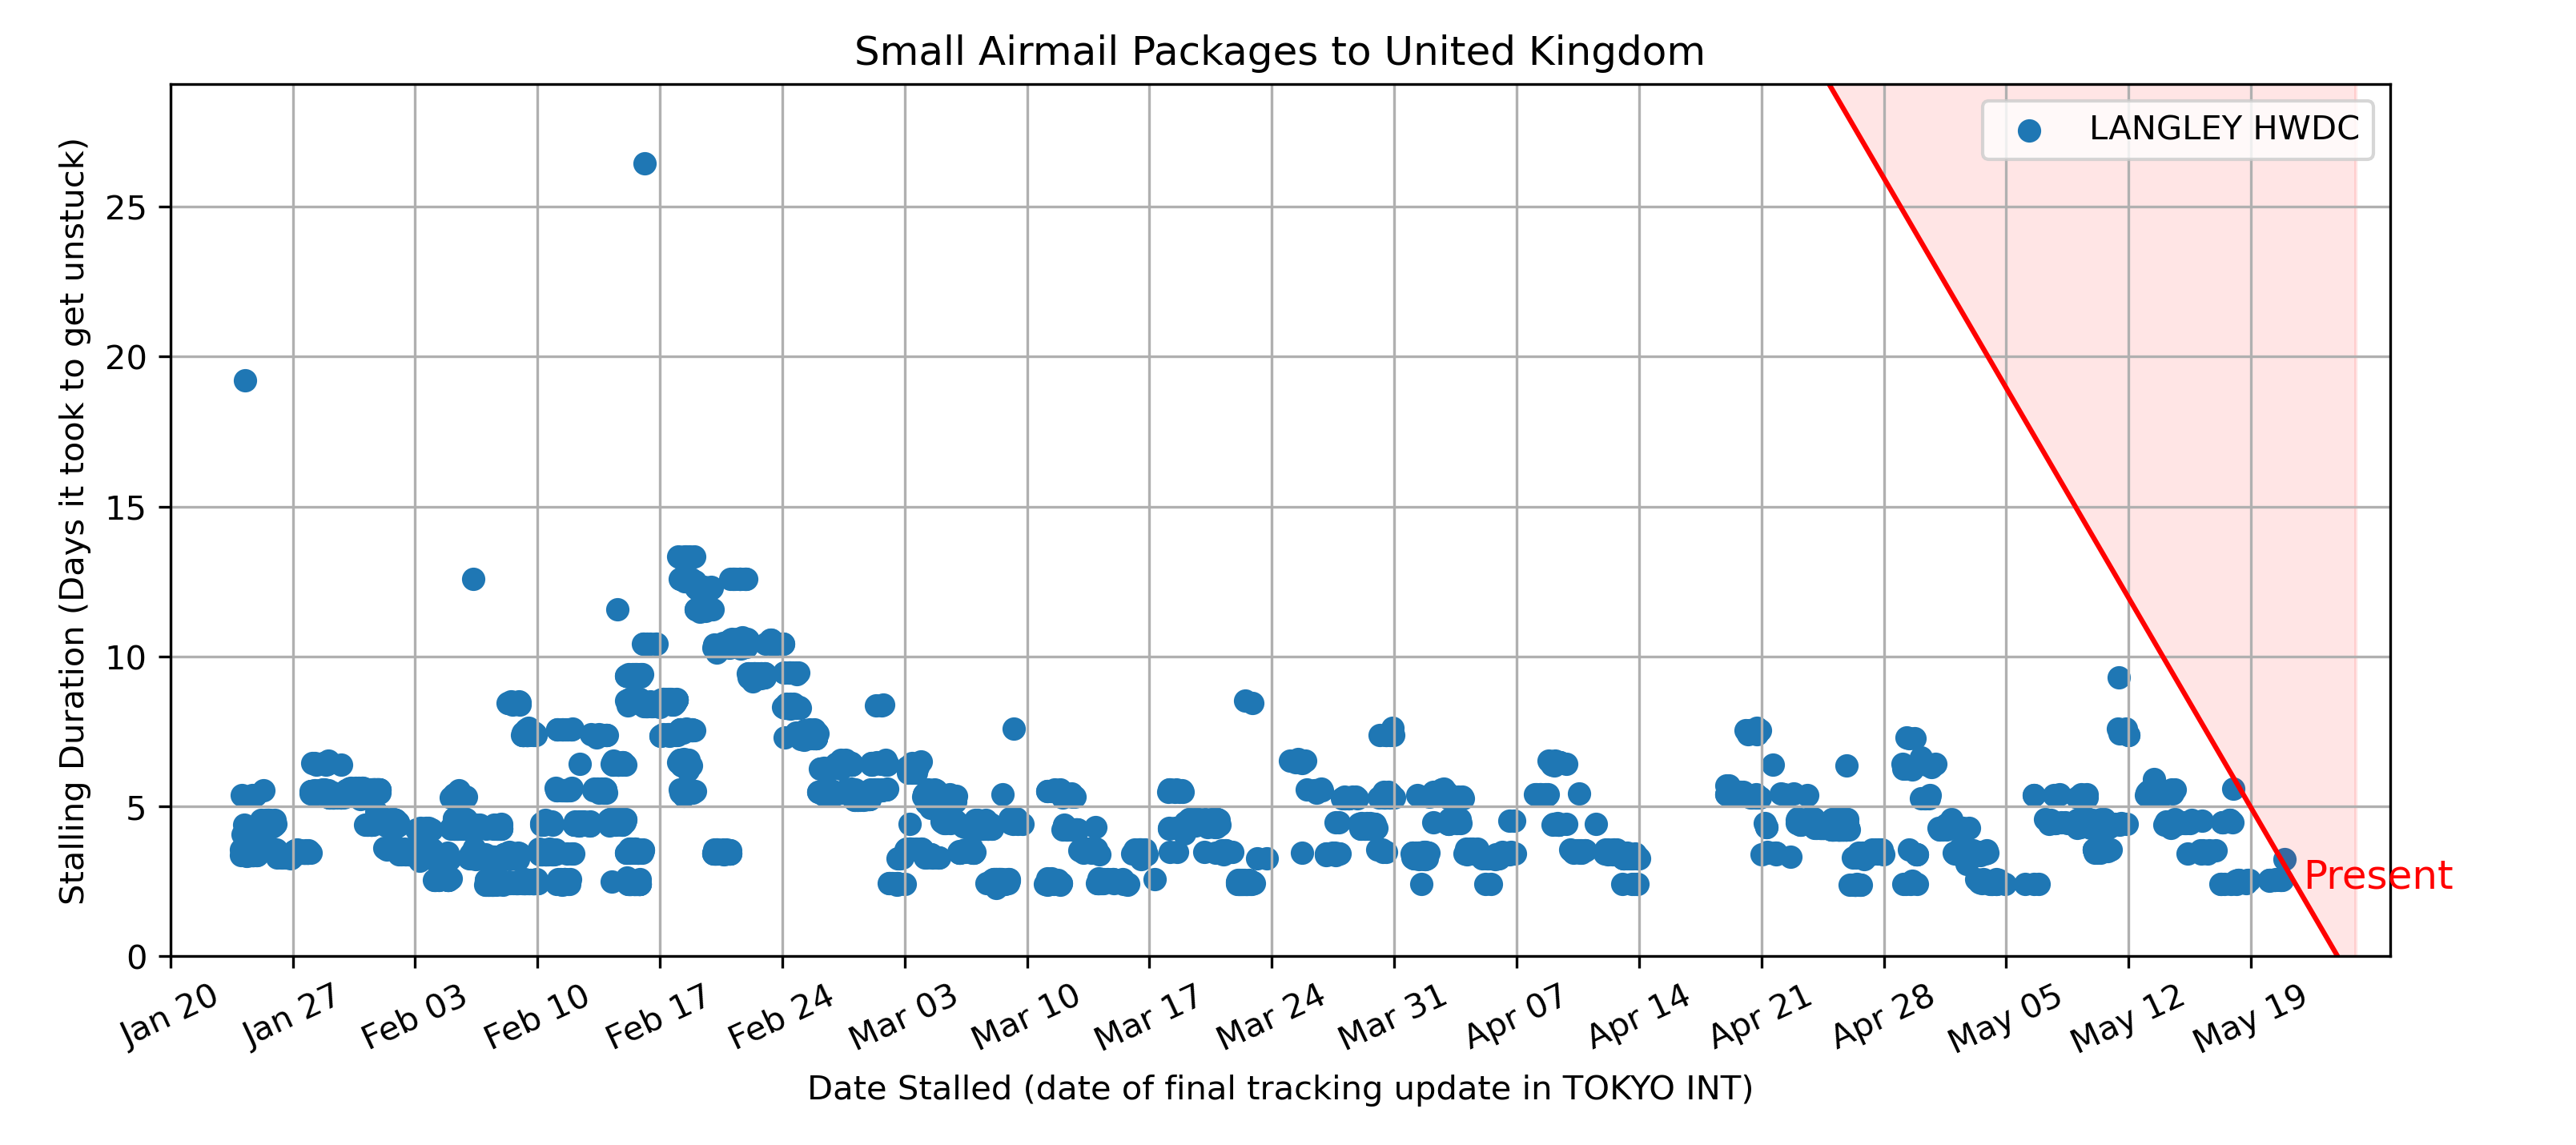 Small Airmail Packages to United Kingdom
LANGLEY HWDC
Stalling Duration (Days it took to get unstuck)
25
20
15
10
5
0
Present
Jan 20
Jan 27
Feb 03
Feb 10
Feb 17
Feb 24
Mar 03
Mar 10
Mar 17
Mar 24
Mar 31
Apr 07
Apr 14
Apr 21
Apr 28
May 05
May 12
May 19
Date Stalled (date of final tracking update in TOKYO INT)